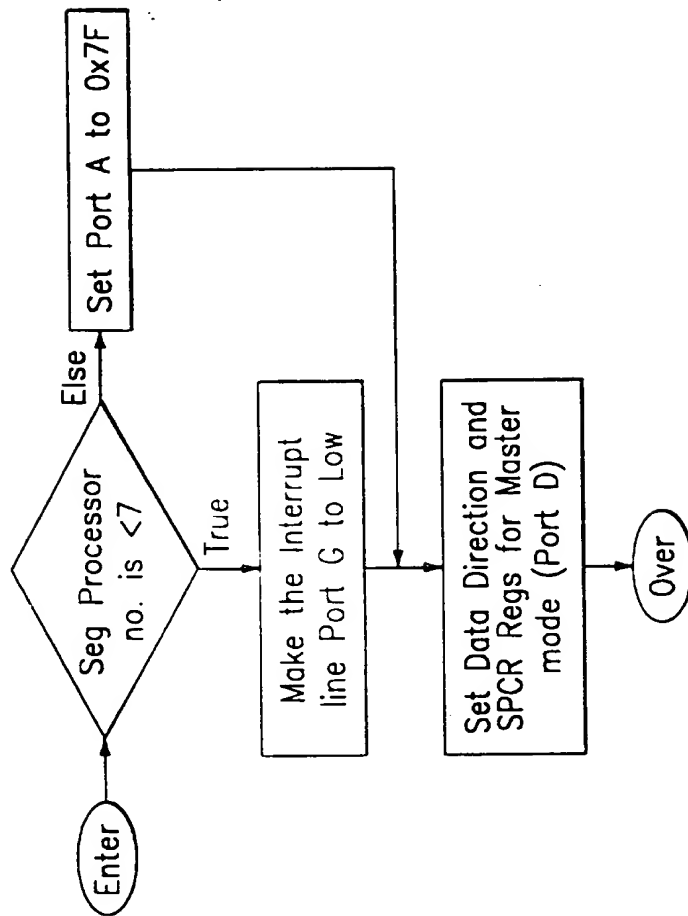 Enter
Seg Processor
no. is <7
Else
Set Port A to 0x7F
True
Make the Interrupt
line Port G to Low
Set Data Direction and
SPCR Regs for Master
mode (Port D)
Over